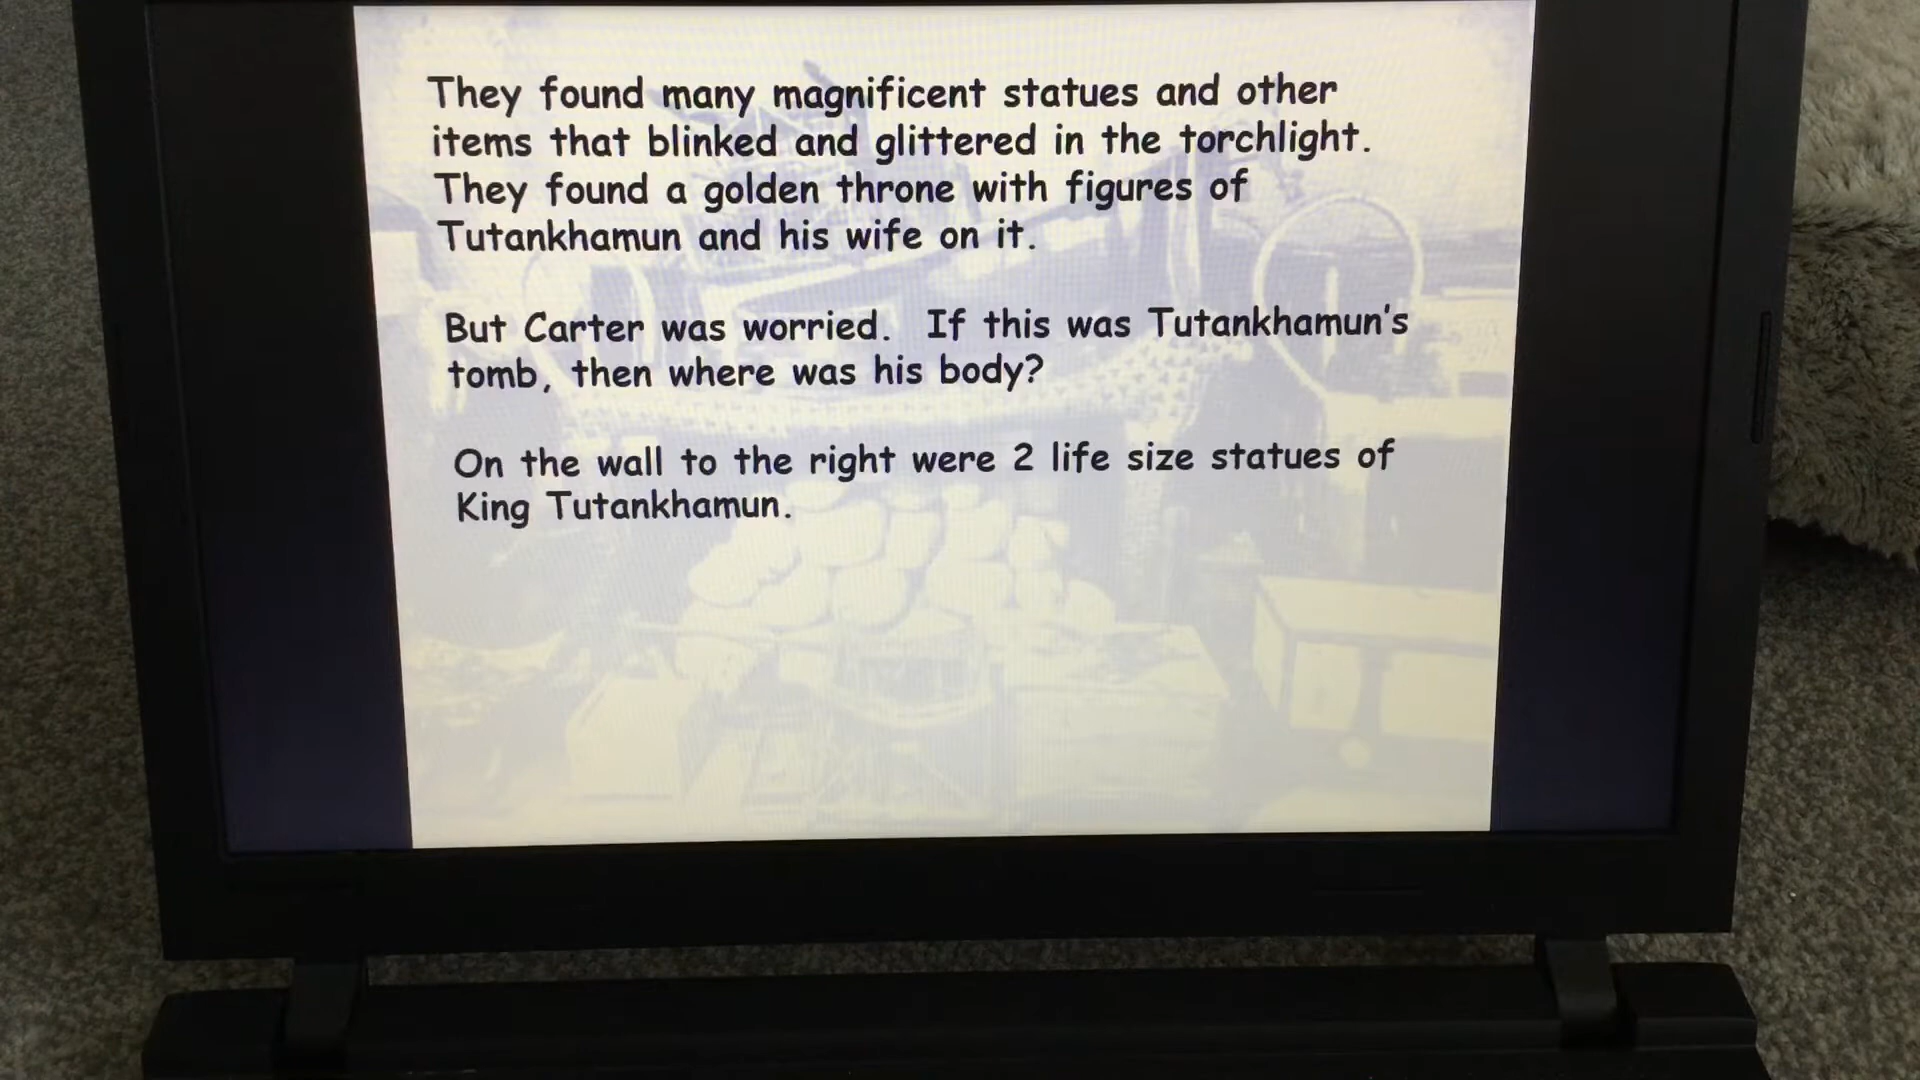 They found many magnificent statues and other
items that blinked and glittered in the torchlight.
They found a golden throne with figures of
Tutankhamun and his wife on it.
But Carter was worried. If this was Tutankhamun's
tomb, then where was his body?
On the wall to the right were 2 life size statues of
King Tutankhamun.